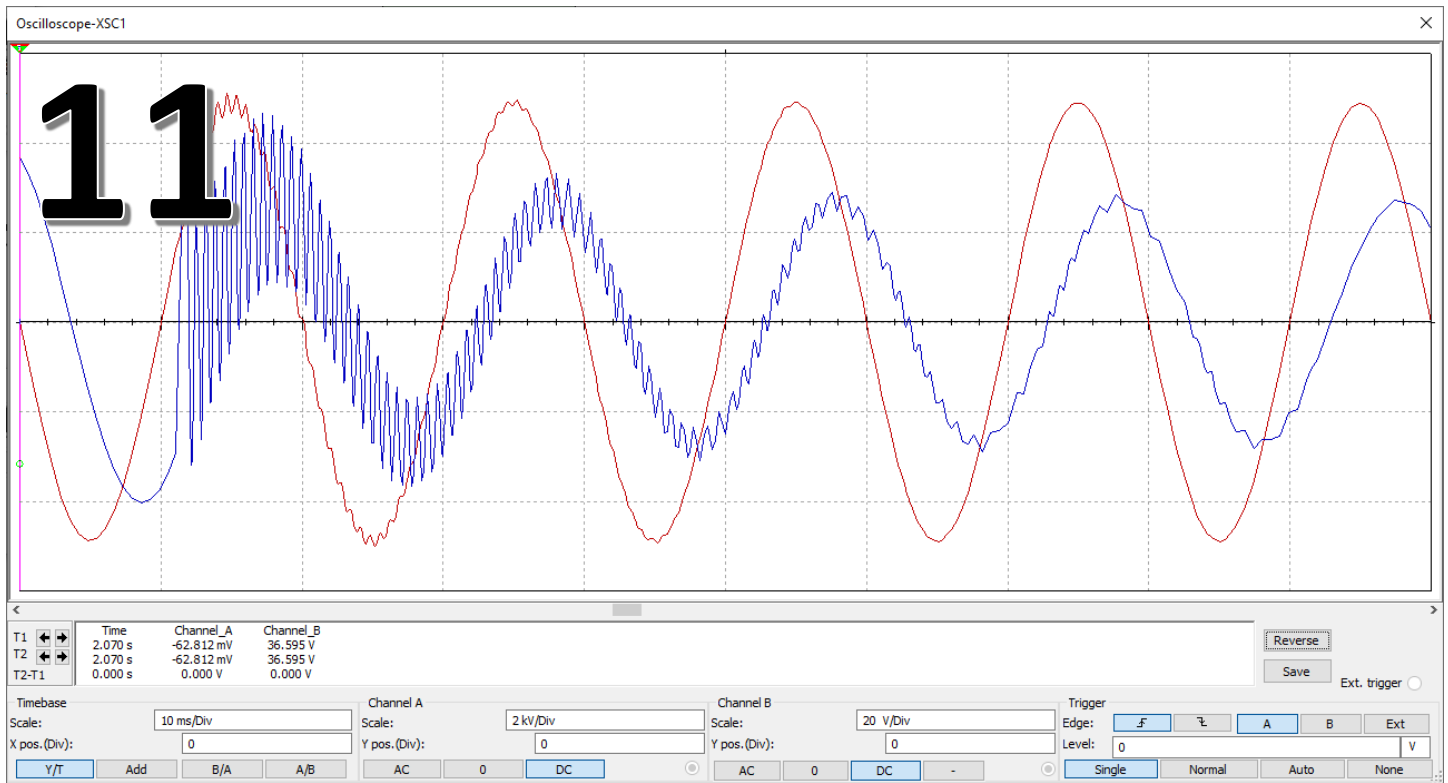 Oscilloscope-XSC1
11
Time Channel_A Channel_B
T1 2.070 s -62.812 mV 36.595 V
T2 2.070 s -62.812 mV 36.595 V
T2-T1 0.000 s 0.000 V 0.000 V
Reverse
Save
Ext. trigger
Timebase
Scale: 10 ms/Div
X pos.(Div): 0
Y/T Add B/A A/B
Channel A
Scale: 2 kV/Div
Y pos.(Div): 0
AC 0 DC
Channel B
Scale: 20 V/Div
Y pos.(Div): 0
AC 0 DC -
Trigger
Edge: A B Ext
Level: 0 V
Single Normal Auto None